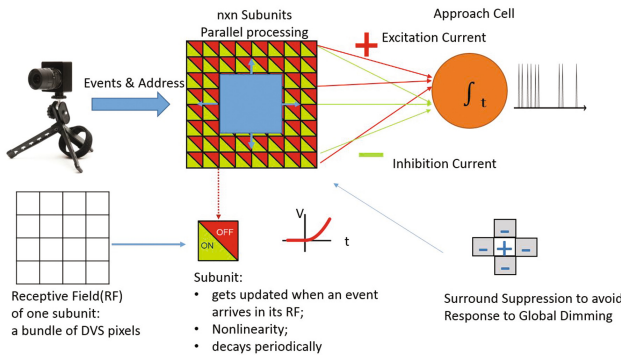 nxn Subunits
Parallel processing
Approach Cell
Excitation Current
Events & Address
∫ t
Inhibition Current
OFF
ON
V
t
Receptive Field(RF)
of one subunit:
a bundle of DVS pixels
Subunit:
• gets updated when an event
arrives in its RF;
• Nonlinearity;
• decays periodically
Surround Suppression to avoid
Response to Global Dimming